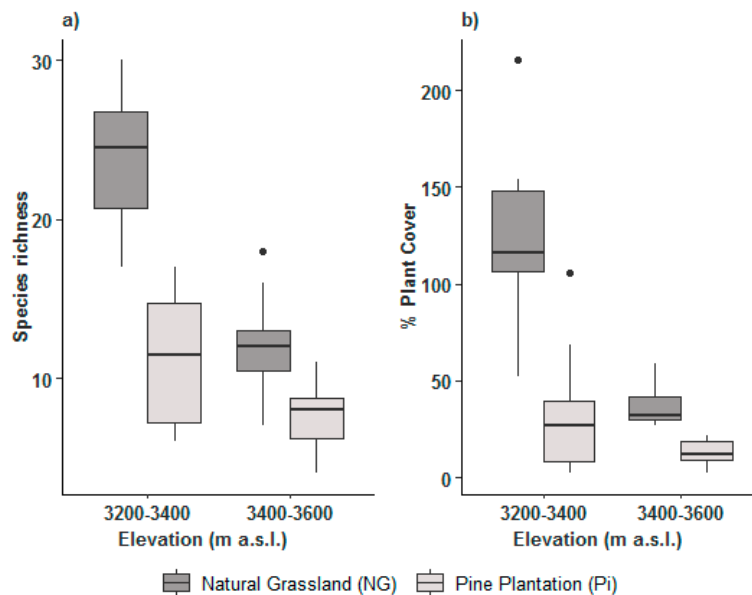 a)
30
20
10
Species richness
3200-3400
3400-3600
Elevation (m a.s.l.)
b)
200
150
100
50
0
% Plant Cover
3200-3400
3400-3600
Elevation (m a.s.l.)
Natural Grassland (NG)
Pine Plantation (Pi)